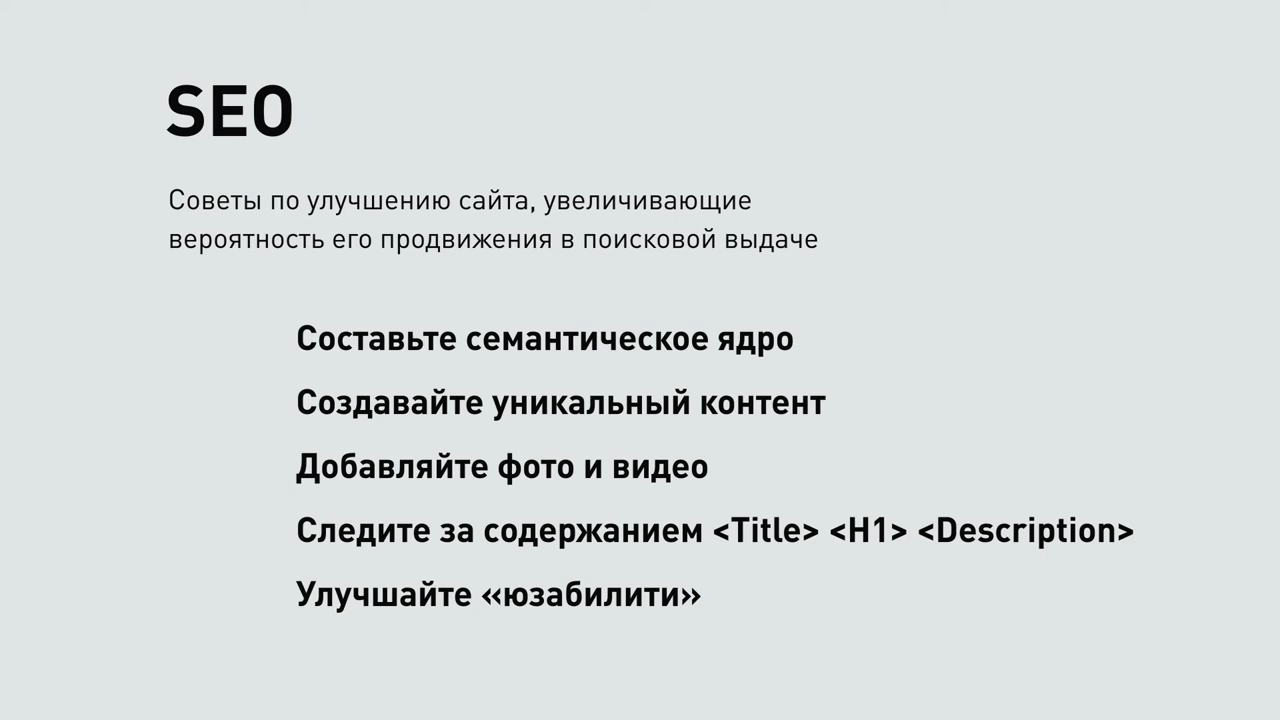 SEO
Советы по улучшению сайта, увеличивающие
вероятность его продвижения в поисковой выдаче
Составьте семантическое ядро
Создавайте уникальный контент
Добавляйте фото и видео
Следите за содержанием <Title> <H1> <Description>
Улучшайте «юзабилити»